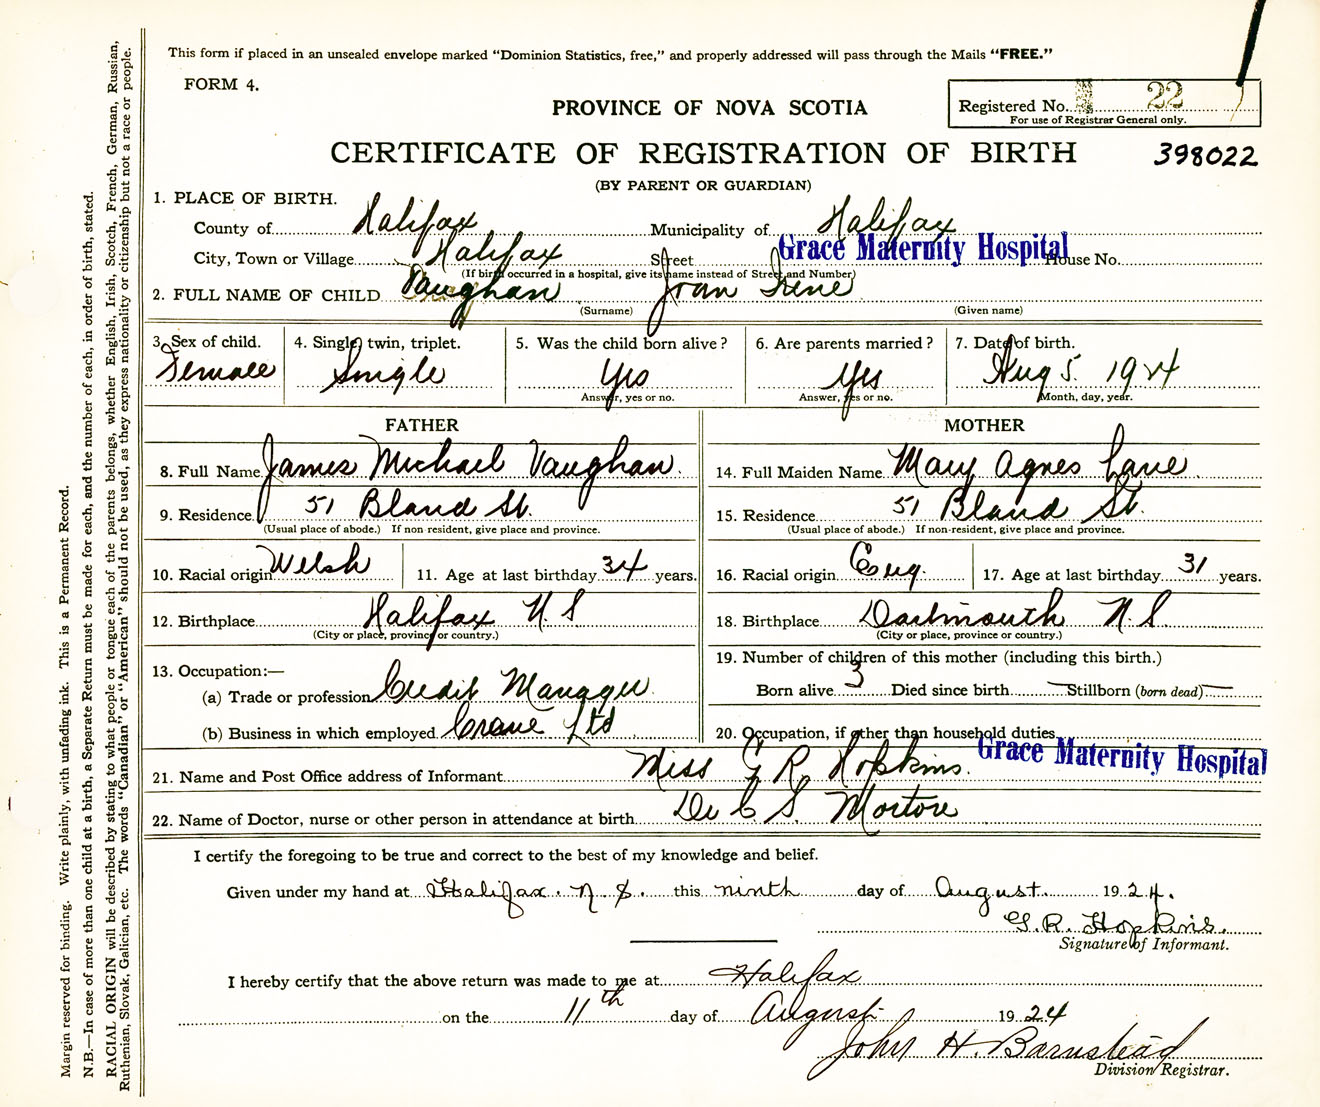 This form if placed in an unsealed envelope marked "Dominion Statistics, free," and properly addressed will pass through the Mails "FREE."
FORM 4.
PROVINCE OF NOVA SCOTIA
Registered No. 22
For use of Registrar General only.
CERTIFICATE OF REGISTRATION OF BIRTH
398022
(BY PARENT OR GUARDIAN)
1. PLACE OF BIRTH.
County of Halifax Municipality of Halifax
City, Town or Village Halifax Street Grace Maternity Hospital House No.
(If birth occurred in a hospital, give its name instead of Street and Number)
2. FULL NAME OF CHILD Vaughan Joan Irene
(Surname) (Given name)
3. Sex of child. 4. Single, twin, triplet. 5. Was the child born alive? 6. Are parents married? 7. Date of birth.
Female Single Yes Yes Aug 5. 1924
Answer, yes or no. Answer, yes or no. Month, day, year.
FATHER MOTHER
8. Full Name James Michael Vaughan. 14. Full Maiden Name Mary Agnes Lane
9. Residence 51 Bland St. 15. Residence 51 Bland St.
(Usual place of abode.) If non-resident, give place and province. (Usual place of abode.) If non-resident, give place and province.
10. Racial origin Welsh 11. Age at last birthday 34 years. 16. Racial origin Eng. 17. Age at last birthday 31 years.
12. Birthplace Halifax N.S 18. Birthplace Dartmouth N.S.
(City or place, province or country.) (City or place, province or country.)
19. Number of children of this mother (including this birth.)
13. Occupation:—
Born alive 3 Died since birth — Stillborn (born dead) —
(a) Trade or profession Credit Manager
(b) Business in which employed Crane Ltd 20. Occupation, if other than household duties
21. Name and Post Office address of Informant Miss G R Hopkins. Grace Maternity Hospital
22. Name of Doctor, nurse or other person in attendance at birth Dr C S. Morton
I certify the foregoing to be true and correct to the best of my knowledge and belief.
Given under my hand at Halifax. N S. this ninth day of August 1924.
G.R. Hopkins.
Signature of Informant.
I hereby certify that the above return was made to me at Halifax
on the 11th day of August 1924
John H. Barnstead
Division Registrar.
Margin reserved for binding. Write plainly, with unfading ink. This is a Permanent Record.
N.B.—In case of more than one child at a birth, a Separate Return must be made for each, and the number of each, in order of birth, stated.
RACIAL ORIGIN will be described by stating to what people or tongue each of the parents belongs, whether English, Irish, Scotch, French, German, Russian,
Ruthenian, Slovak, Galician, etc. The words "Canadian" or "American" should not be used, as they express nationality or citizenship but not a race or people.